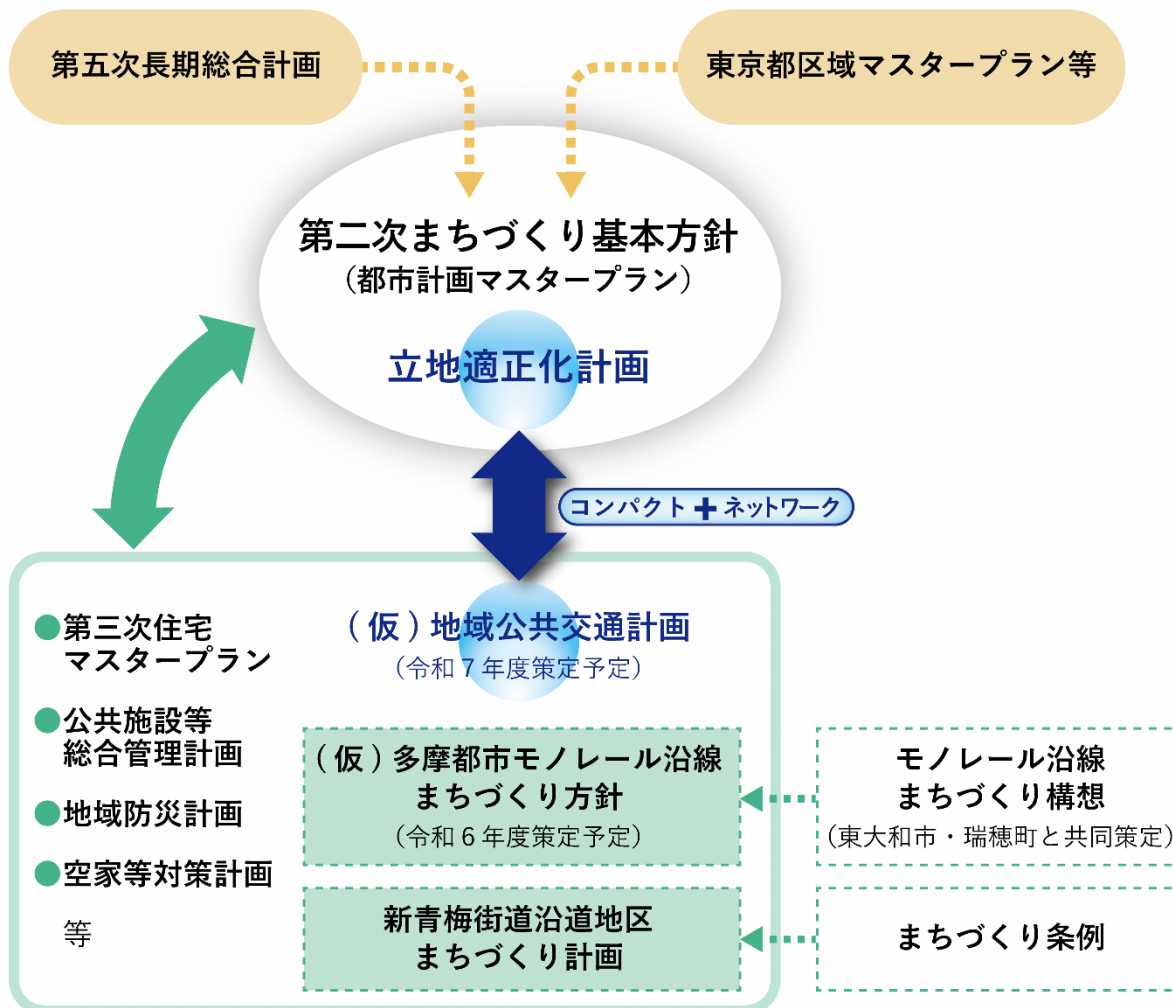 第五次長期総合計画
東京都区域マスタープラン等
第二次まちづくり基本方針
（都市計画マスタープラン）
立地適正化計画
コンパクト＋ネットワーク
●第三次住宅
マスタープラン
●公共施設等
総合管理計画
●地域防災計画
●空家等対策計画
等
（仮）地域公共交通計画
（令和７年度策定予定）
（仮）多摩都市モノレール沿線
まちづくり方針
（令和６年度策定予定）
新青梅街道沿道地区
まちづくり計画
モノレール沿線
まちづくり構想
（東大和市・瑞穂町と共同策定）
まちづくり条例